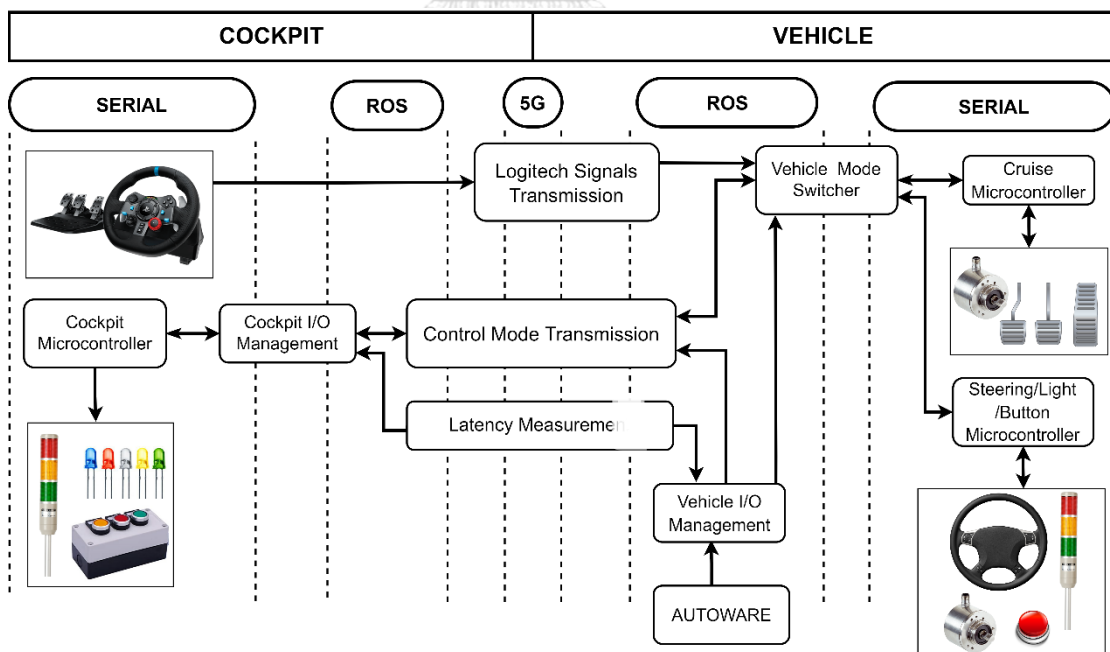 COCKPIT
VEHICLE
SERIAL
ROS
5G
ROS
SERIAL
Logitech Signals
Transmission
Vehicle Mode
Switcher
Cruise
Microcontroller
Cockpit
Microcontroller
Cockpit I/O
Management
Control Mode Transmission
Steering/Light
/Button
Microcontroller
Latency Measuremen
Vehicle I/O
Management
AUTOWARE